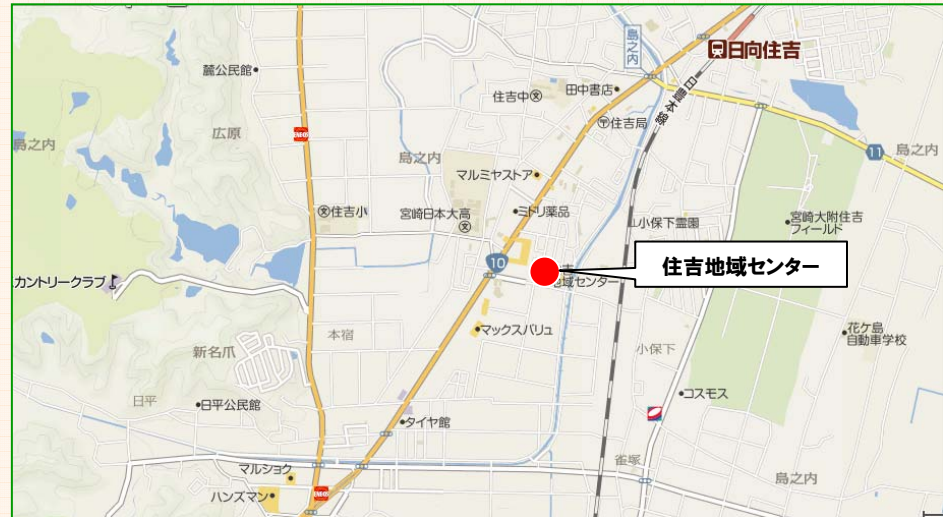 島之内
日向住吉
日豊本線
麓公民館
住吉中
田中書店
住吉局
広原
島之内
ENEOS
島之内
マルミヤストア
11
住吉小
宮崎日本大高
ミドリ薬品
小保下霊園
宮崎大附住吉
フィールド
10
住吉地域センター
カントリークラブ
地域センター
本宿
マックスバリュ
花ケ島
自動車学校
新名爪
小保下
日平
日平公民館
コスモス
タイヤ館
雀塚
マルショク
島之内
ハンズマン
ENEOS